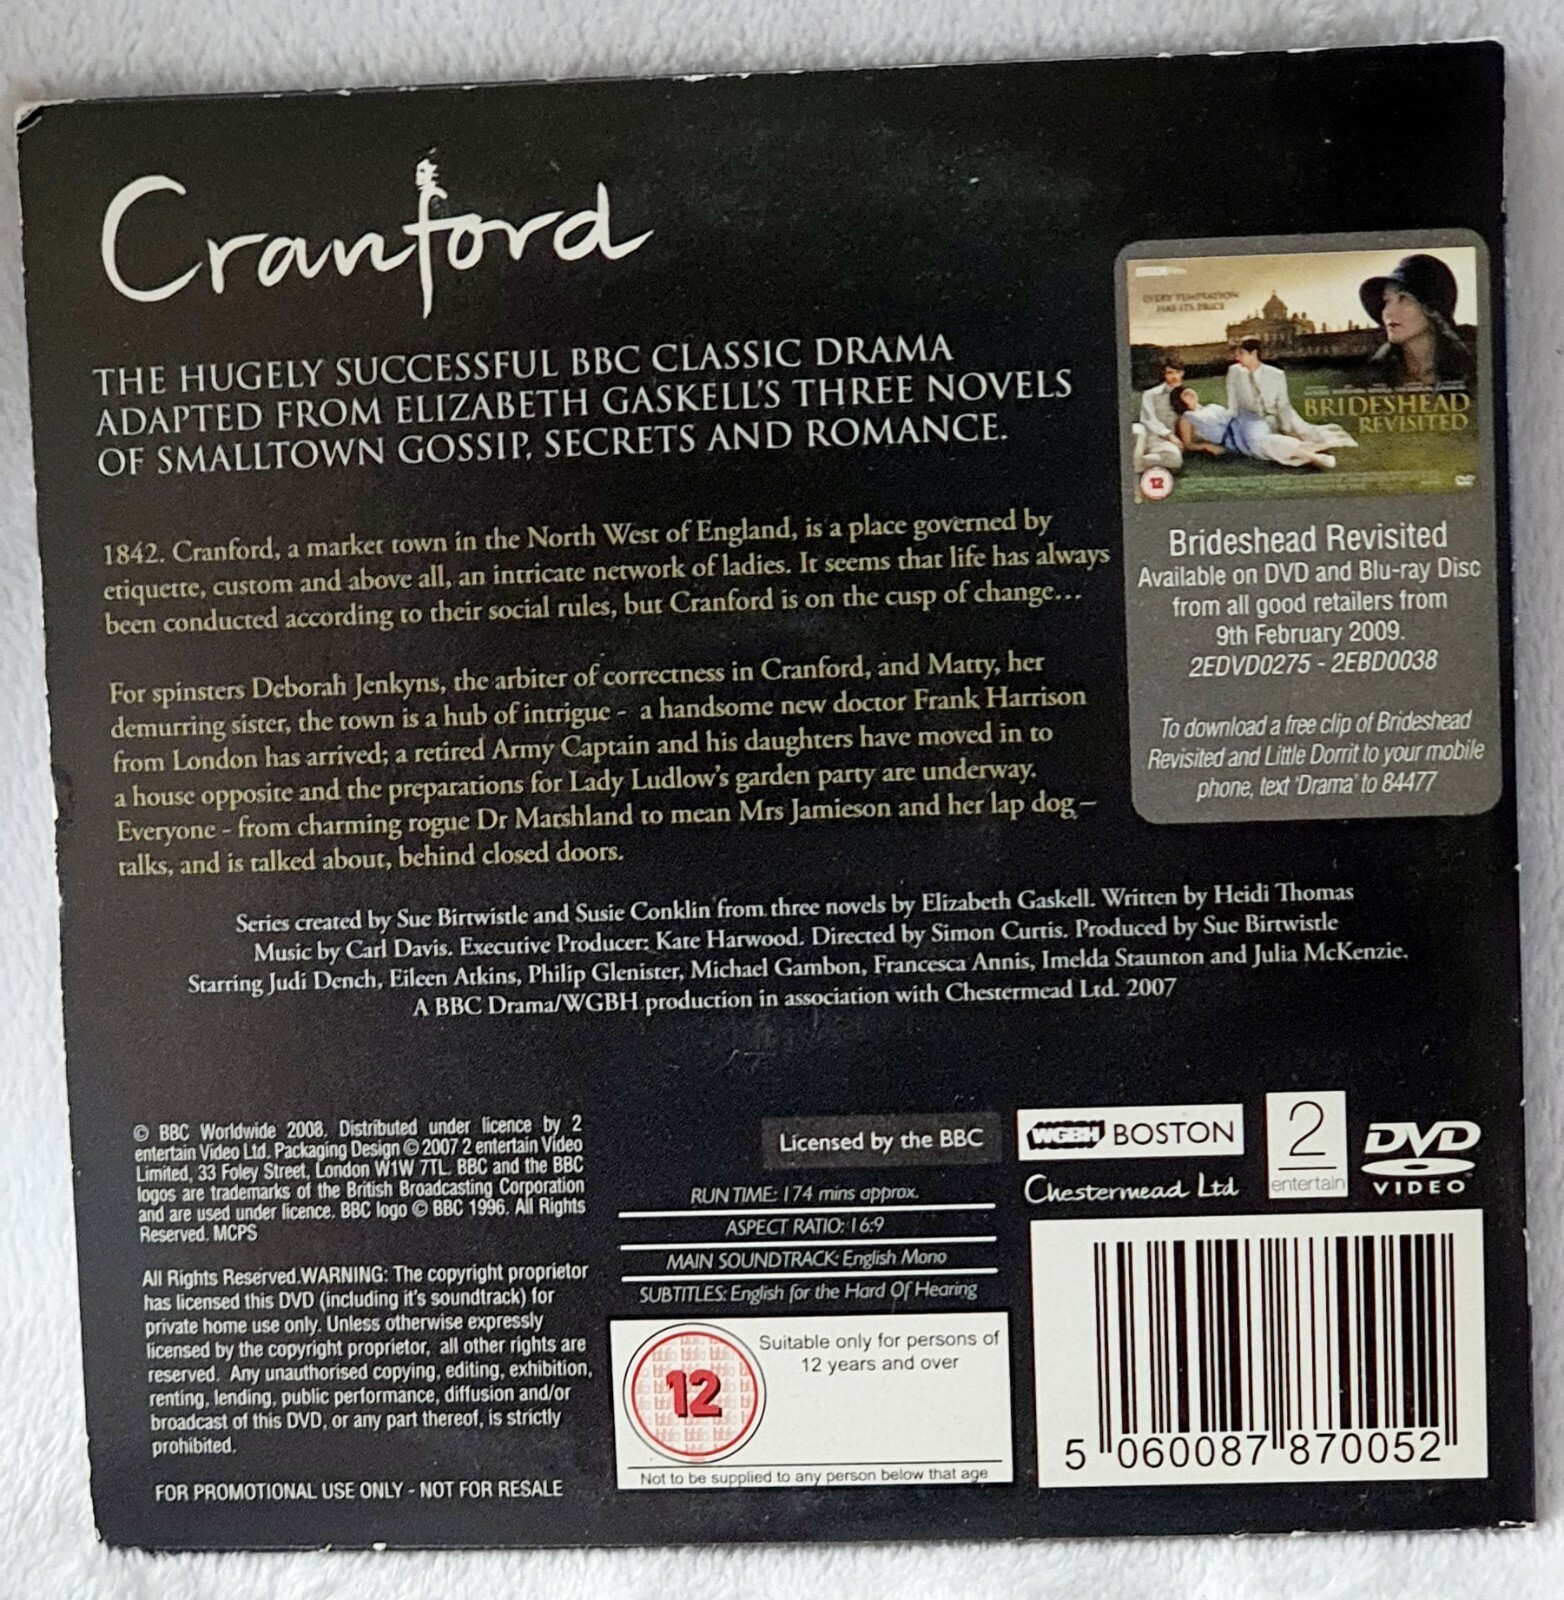 Cranford
THE HUGELY SUCCESSFUL BBC CLASSIC DRAMA
ADAPTED FROM ELIZABETH GASKELL'S THREE NOVELS
OF SMALLTOWN GOSSIP, SECRETS AND ROMANCE.
1842. Cranford, a market town in the North West of England, is a place governed by
etiquette, custom and above all, an intricate network of ladies. It seems that life has always
been conducted according to their social rules, but Cranford is on the cusp of change...
For spinsters Deborah Jenkyns, the arbiter of correctness in Cranford, and Matty, her
demurring sister, the town is a hub of intrigue - a handsome new doctor Frank Harrison
from London has arrived; a retired Army Captain and his daughters have moved in to
a house opposite and the preparations for Lady Ludlow's garden party are underway.
Everyone - from charming rogue Dr Marshland to mean Mrs Jamieson and her lap dog –
talks, and is talked about, behind closed doors.
EVERY TEMPTATION
HAS ITS PRICE
BRIDESHEAD
REVISITED
12
Brideshead Revisited
Available on DVD and Blu-ray Disc
from all good retailers from
9th February 2009.
2EDVD0275 - 2EBD0038
To download a free clip of Brideshead
Revisited and Little Dorrit to your mobile
phone, text 'Drama' to 84477
Series created by Sue Birtwistle and Susie Conklin from three novels by Elizabeth Gaskell. Written by Heidi Thomas
Music by Carl Davis. Executive Producer: Kate Harwood. Directed by Simon Curtis. Produced by Sue Birtwistle
Starring Judi Dench, Eileen Atkins, Philip Glenister, Michael Gambon, Francesca Annis, Imelda Staunton and Julia McKenzie.
A BBC Drama/WGBH production in association with Chestermead Ltd. 2007
© BBC Worldwide 2008. Distributed under licence by 2
entertain Video Ltd. Packaging Design © 2007 2 entertain Video
Limited, 33 Foley Street, London W1W 7TL. BBC and the BBC
logos are trademarks of the British Broadcasting Corporation
and are used under licence. BBC logo © BBC 1996. All Rights
Reserved. MCPS
All Rights Reserved.WARNING: The copyright proprietor
has licensed this DVD (including it's soundtrack) for
private home use only. Unless otherwise expressly
licensed by the copyright proprietor, all other rights are
reserved. Any unauthorised copying, editing, exhibition,
renting, lending, public performance, diffusion and/or
broadcast of this DVD, or any part thereof, is strictly
prohibited.
FOR PROMOTIONAL USE ONLY - NOT FOR RESALE
Licensed by the BBC
WGBH BOSTON
Chestermead Ltd
2
entertain
DVD
VIDEO
RUN TIME: 174 mins approx.
ASPECT RATIO: 16:9
MAIN SOUNDTRACK: English Mono
SUBTITLES: English for the Hard Of Hearing
12
Suitable only for persons of
12 years and over
Not to be supplied to any person below that age
5 060087 870052